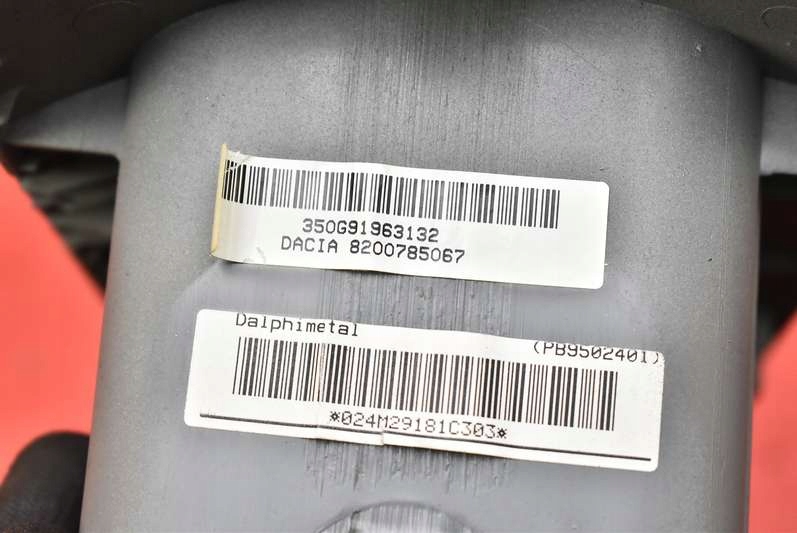 350G91963132
DACIA 8200785067
Dalphimetal
(PB9502401)
*024M29181C303*